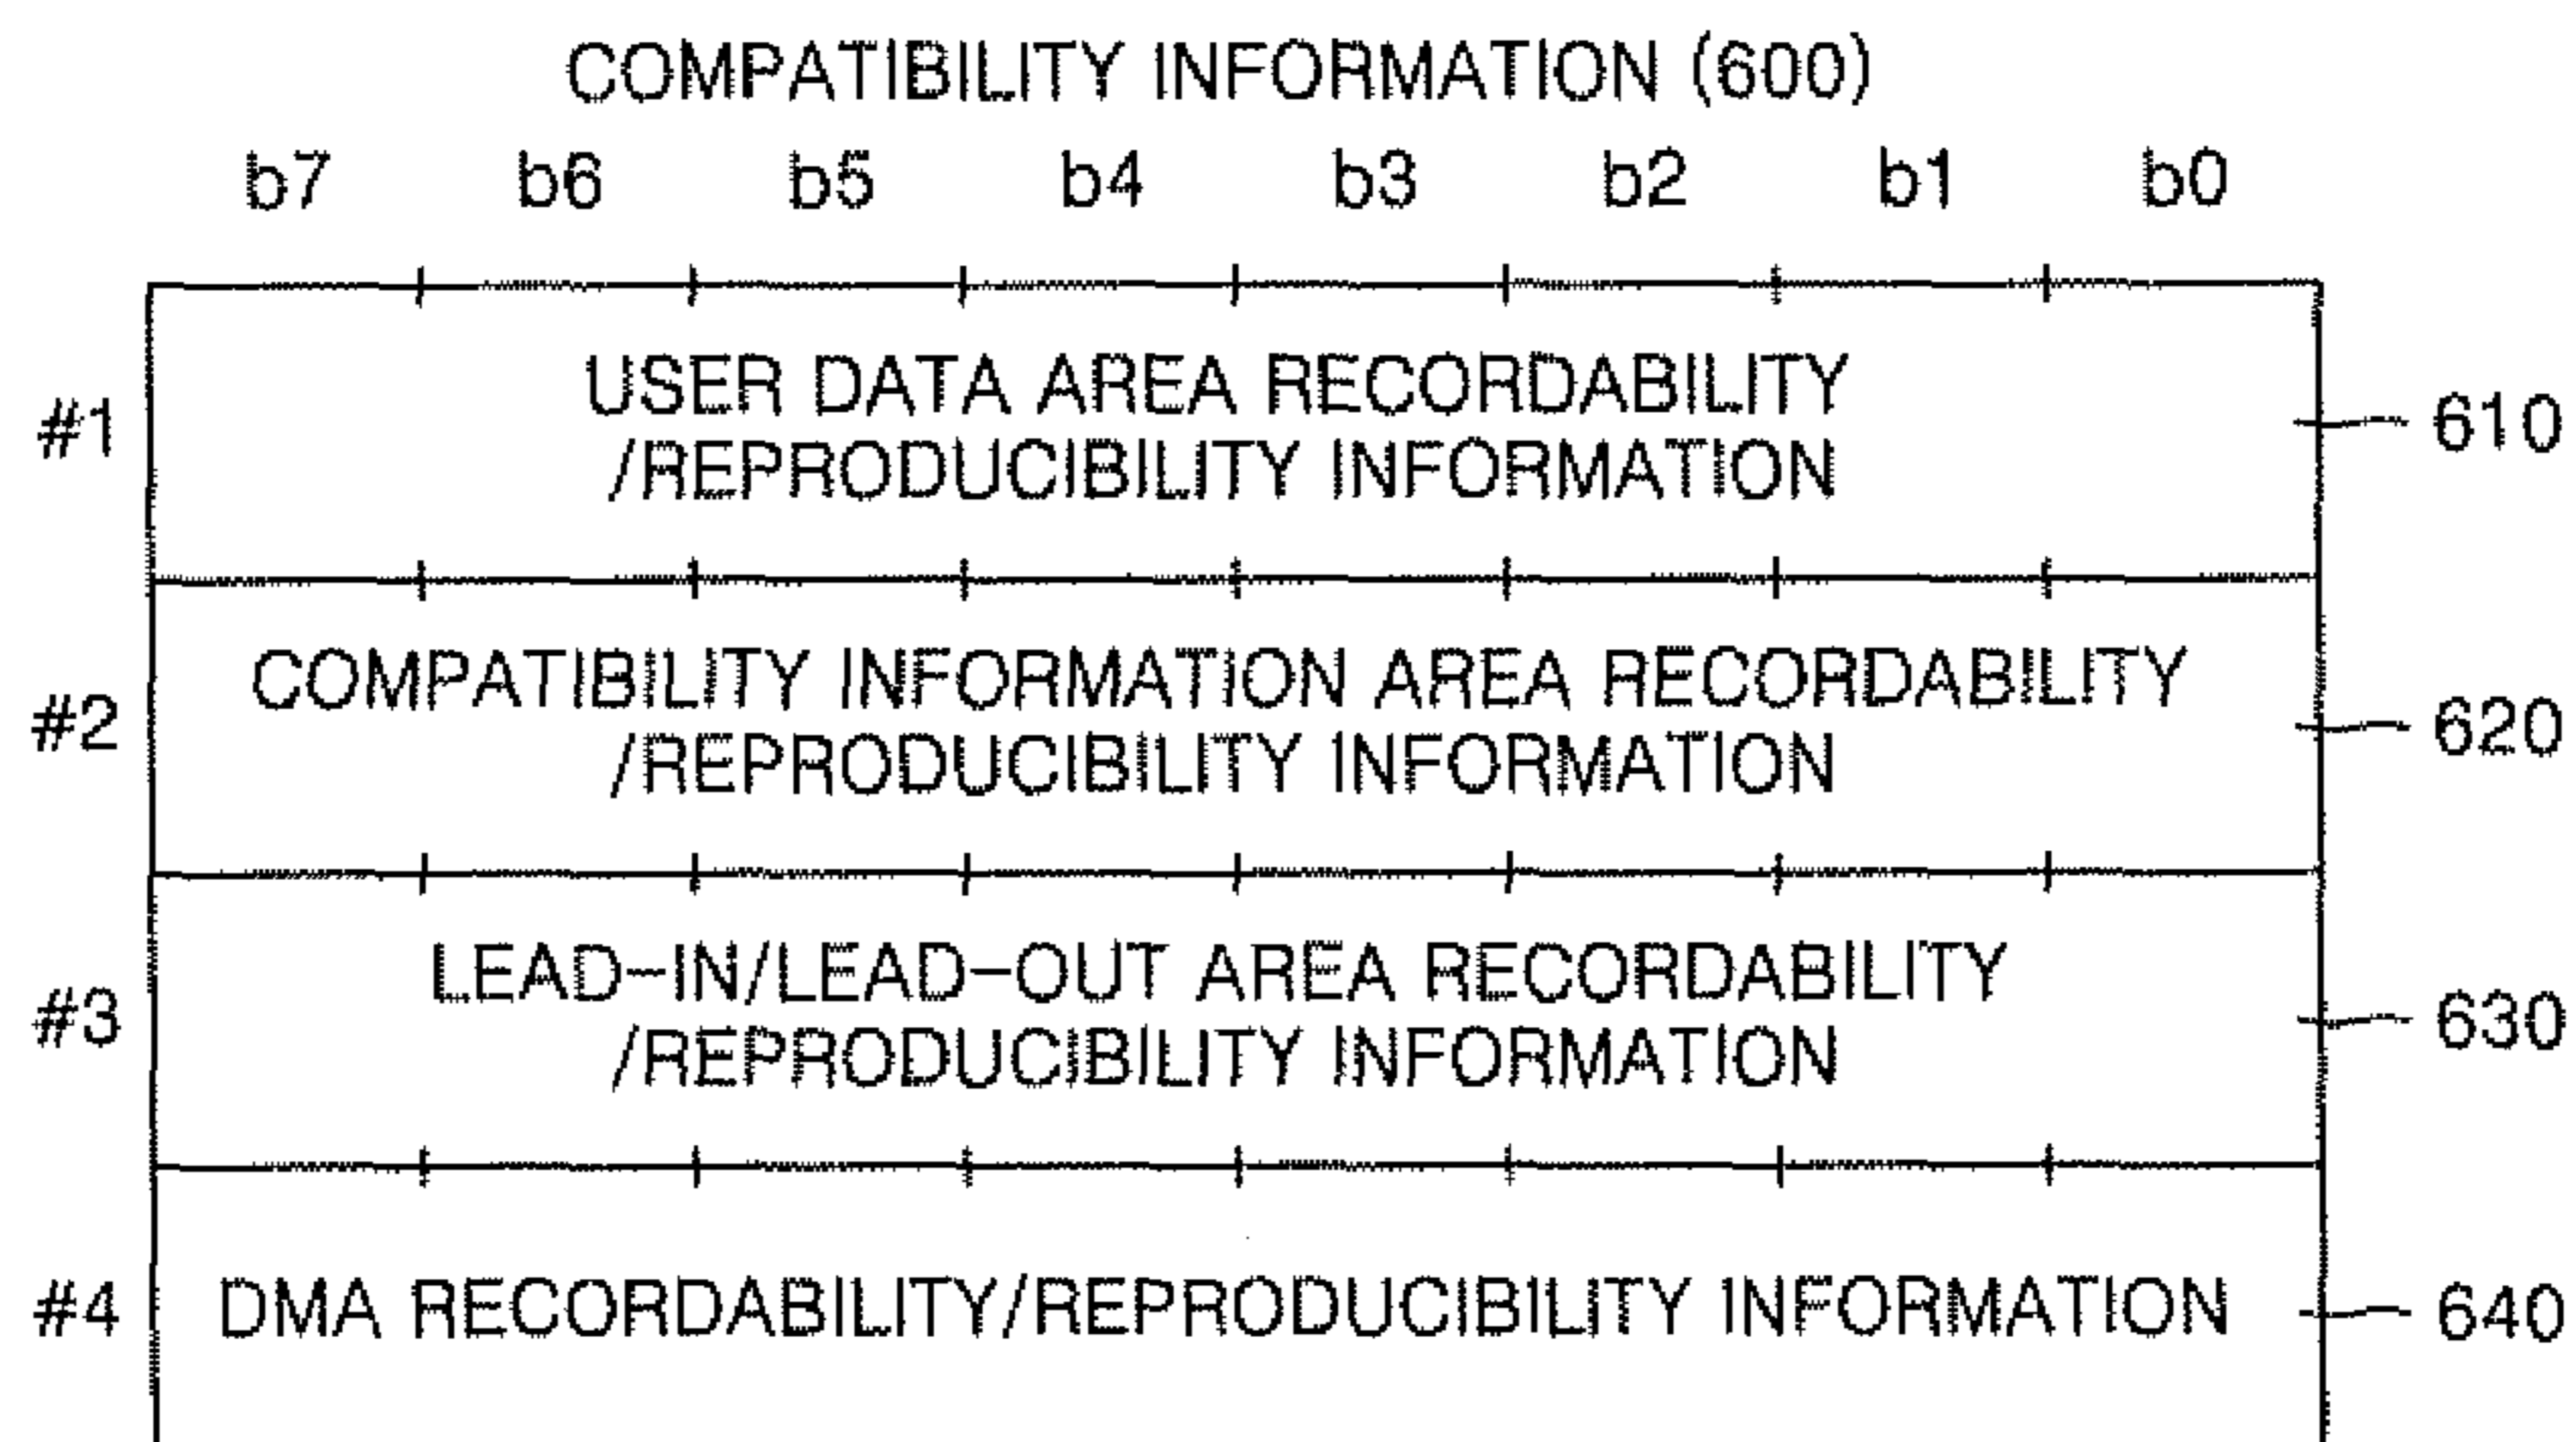 COMPATIBILITY INFORMATION (600)
b7 b6 b5 b4 b3 b2 b1 b0
#1 USER DATA AREA RECORDABILITY
/REPRODUCIBILITY INFORMATION 610
#2 COMPATIBILITY INFORMATION AREA RECORDABILITY
/REPRODUCIBILITY INFORMATION 620
#3 LEAD-IN/LEAD-OUT AREA RECORDABILITY
/REPRODUCIBILITY INFORMATION 630
#4 DMA RECORDABILITY/REPRODUCIBILITY INFORMATION 640